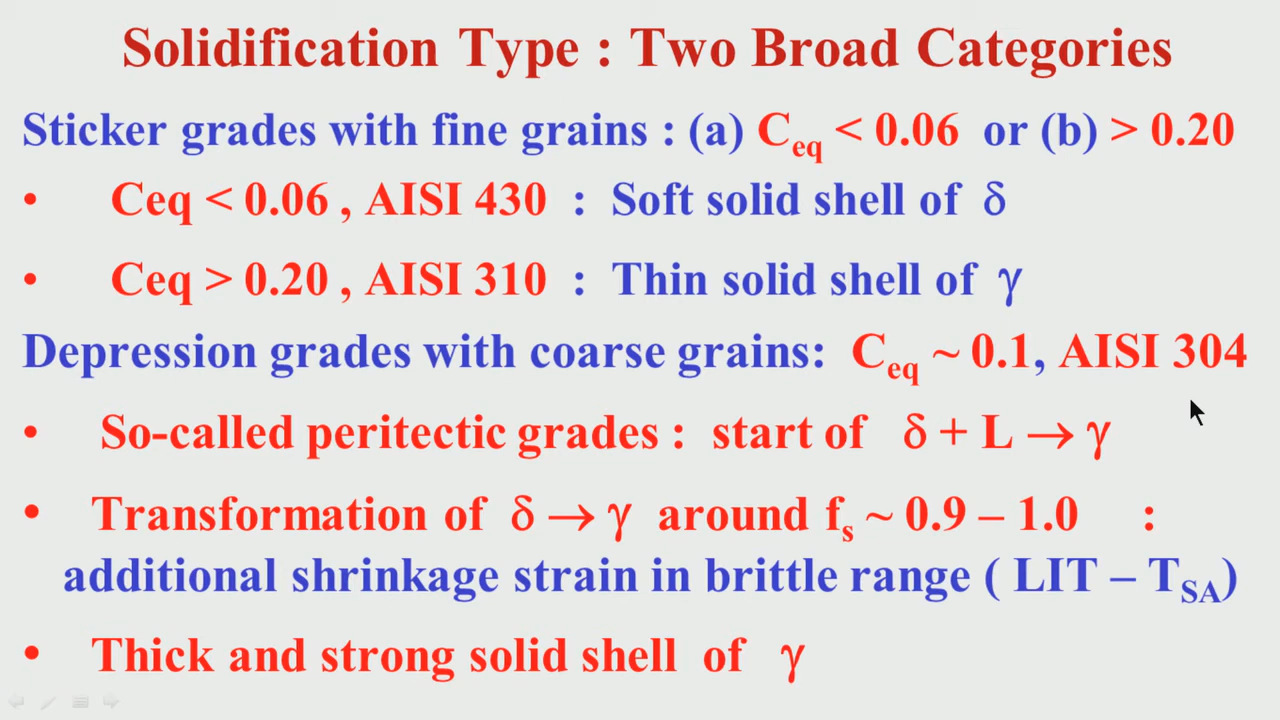 Solidification Type : Two Broad Categories
Sticker grades with fine grains : (a) Ceq < 0.06 or (b) > 0.20
• Ceq < 0.06 , AISI 430 : Soft solid shell of δ
• Ceq > 0.20 , AISI 310 : Thin solid shell of γ
Depression grades with coarse grains: Ceq ~ 0.1, AISI 304
• So-called peritectic grades : start of δ + L → γ
• Transformation of δ → γ around fs ~ 0.9 – 1.0 :
additional shrinkage strain in brittle range ( LIT – TSA)
• Thick and strong solid shell of γ